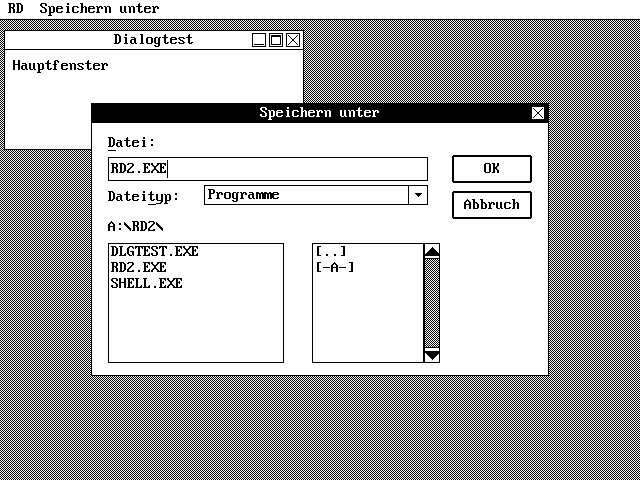 RD  Speichern unter
Dialogtest
Hauptfenster
Speichern unter
Datei:
RD2.EXE
OK
Dateityp:
Programme
Abbruch
A:\RD2\
DLGTEST.EXE
RD2.EXE
SHELL.EXE
[..]
[-A-]